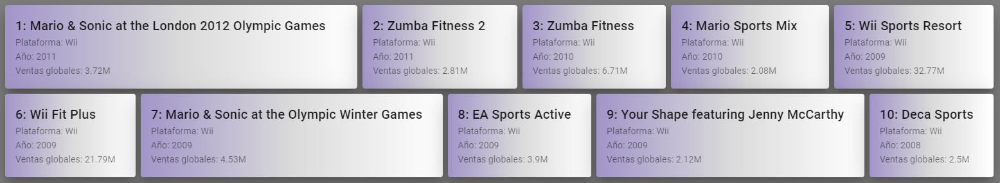 1: Mario & Sonic at the London 2012 Olympic Games
Plataforma: Wii
Año: 2011
Ventas globales: 3.72M
2: Zumba Fitness 2
Plataforma: Wii
Año: 2011
Ventas globales: 2.81M
3: Zumba Fitness
Plataforma: Wii
Año: 2010
Ventas globales: 6.71M
4: Mario Sports Mix
Plataforma: Wii
Año: 2010
Ventas globales: 2.08M
5: Wii Sports Resort
Plataforma: Wii
Año: 2009
Ventas globales: 32.77M
6: Wii Fit Plus
Plataforma: Wii
Año: 2009
Ventas globales: 21.79M
7: Mario & Sonic at the Olympic Winter Games
Plataforma: Wii
Año: 2009
Ventas globales: 4.53M
8: EA Sports Active
Plataforma: Wii
Año: 2009
Ventas globales: 3.9M
9: Your Shape featuring Jenny McCarthy
Plataforma: Wii
Año: 2009
Ventas globales: 2.12M
10: Deca Sports
Plataforma: Wii
Año: 2008
Ventas globales: 2.5M